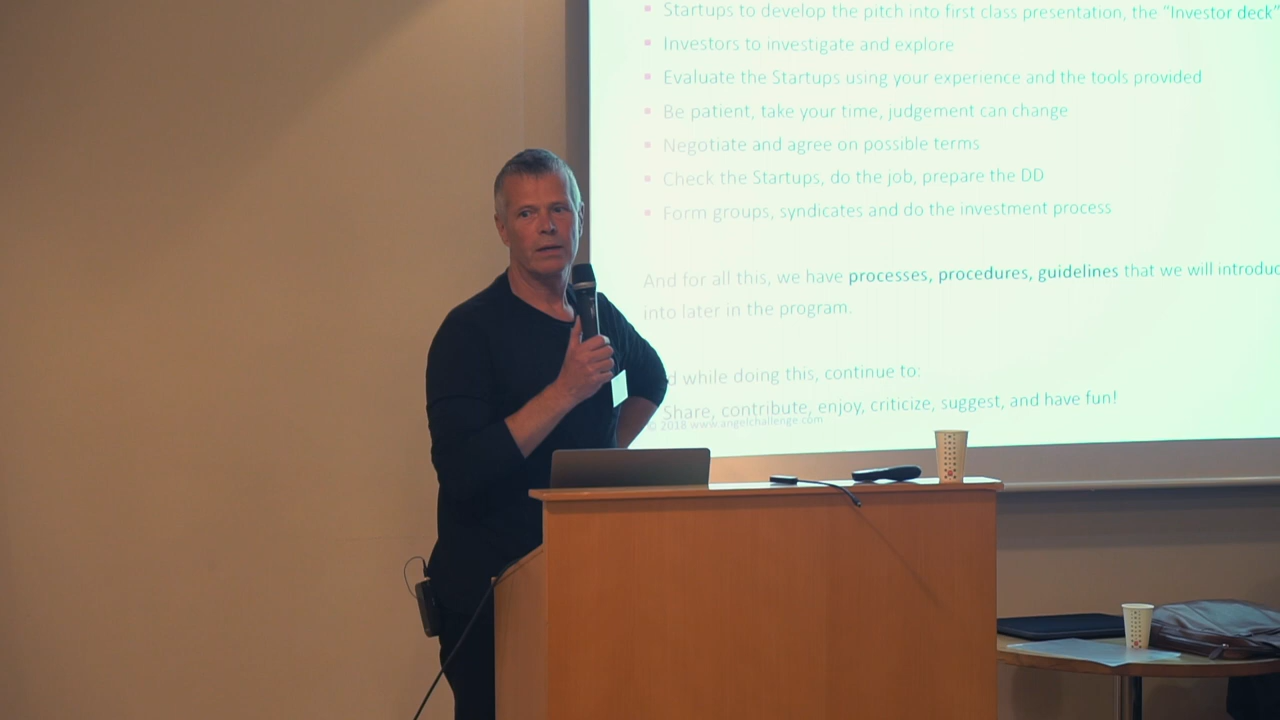 Startups to develop the pitch into first class presentation, the “Investor deck”
Investors to investigate and explore
Evaluate the Startups using your experience and the tools provided
Be patient, take your time, judgement can change
Negotiate and agree on possible terms
Check the Startups, do the job, prepare the DD
Form groups, syndicates and do the investment process
And for all this, we have processes, procedures, guidelines that we will introduc
into later in the program.
d while doing this, continue to:
Share, contribute, enjoy, criticize, suggest, and have fun!
© 2018 www.angelchallenge.com